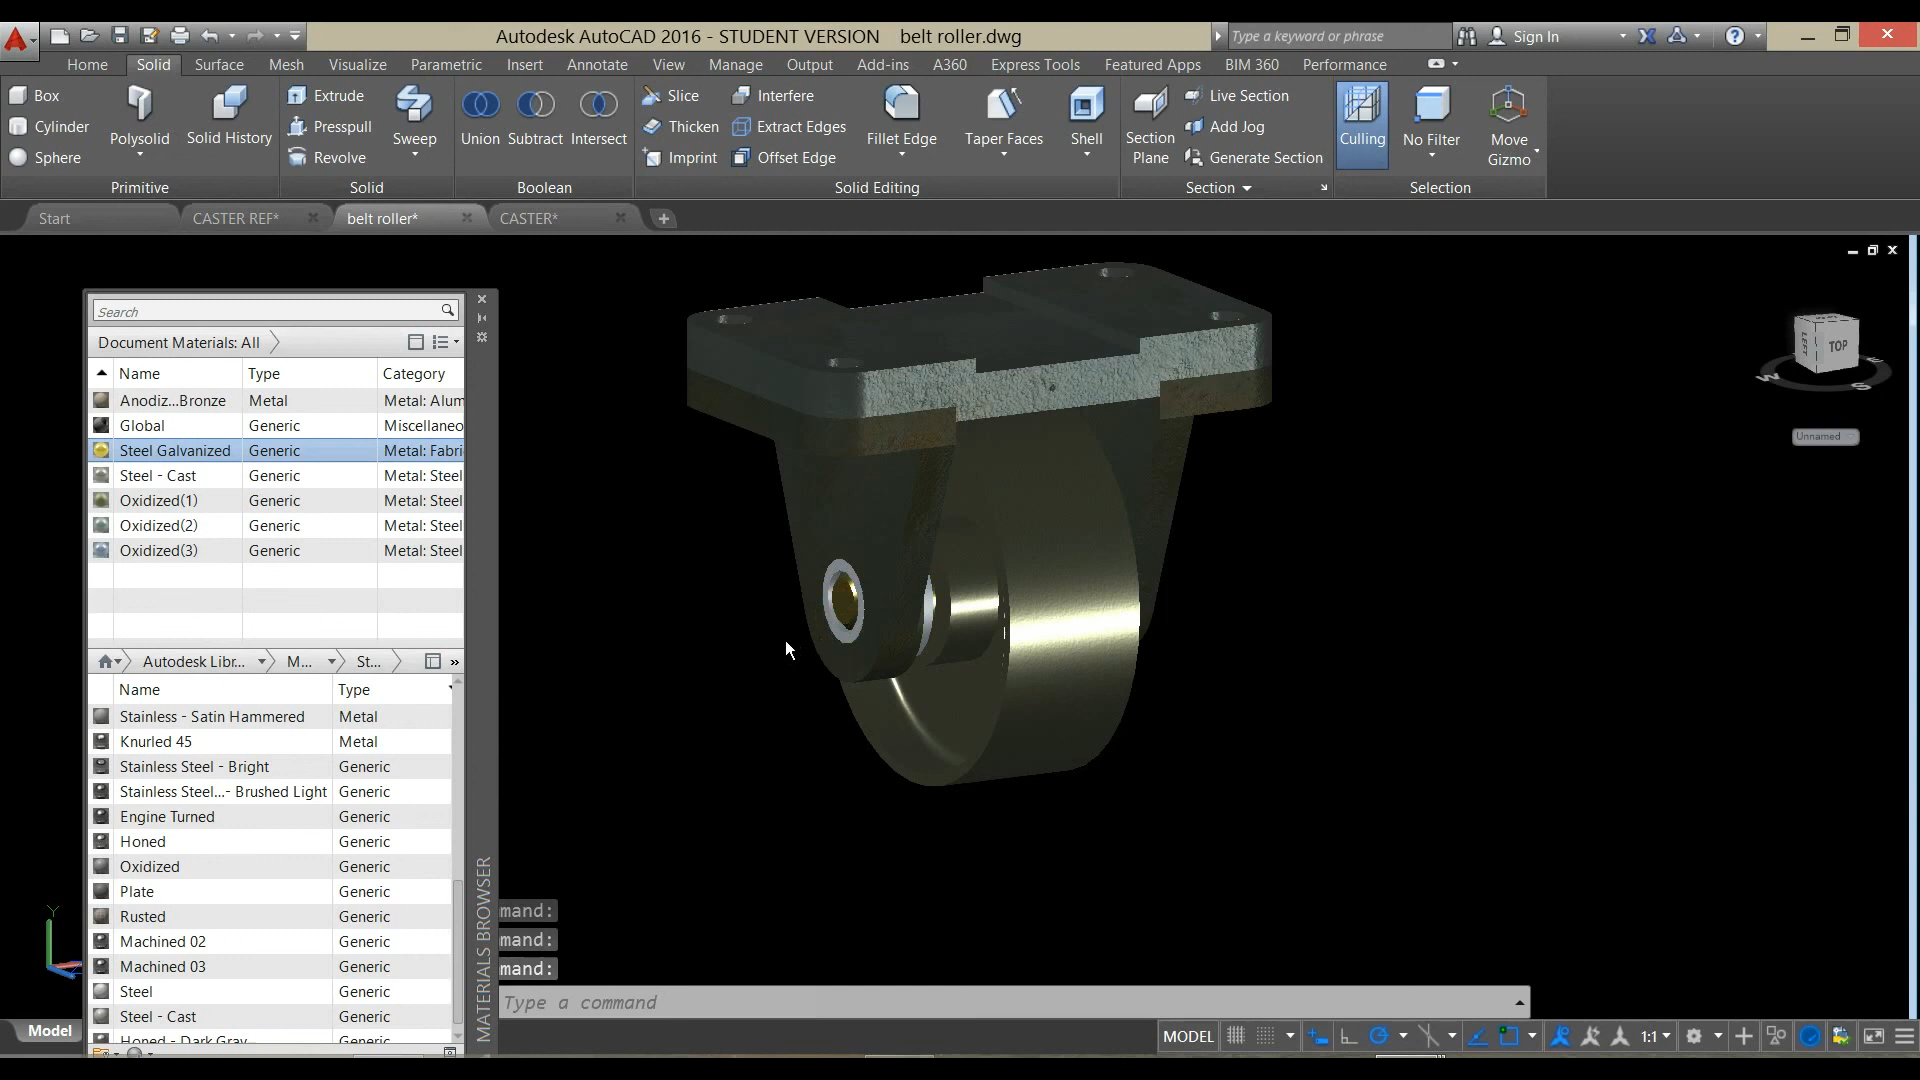 Autodesk AutoCAD 2016 - STUDENT VERSION belt roller.dwg
Type a keyword or phrase
Sign In
Home Solid Surface Mesh Visualize Parametric Insert Annotate View Manage Output Add-ins A360 Express Tools Featured Apps BIM 360 Performance
Box
Cylinder
Sphere
Polysolid
Solid History
Primitive
Extrude
Presspull
Revolve
Sweep
Solid
Union Subtract Intersect
Boolean
Slice
Thicken
Imprint
Interfere
Extract Edges
Offset Edge
Fillet Edge
Taper Faces
Shell
Solid Editing
Section
Plane
Live Section
Add Jog
Generate Section
Section
Culling
No Filter
Move
Gizmo
Selection
Start CASTER REF* belt roller* CASTER*
Search
Document Materials: All
Name Type Category
Anodiz...Bronze Metal Metal: Alum
Global Generic Miscellaneo
Steel Galvanized Generic Metal: Fabri
Steel - Cast Generic Metal: Steel
Oxidized(1) Generic Metal: Steel
Oxidized(2) Generic Metal: Steel
Oxidized(3) Generic Metal: Steel
Autodesk Libr... M... St... »
Name Type
Stainless - Satin Hammered Metal
Knurled 45 Metal
Stainless Steel - Bright Generic
Stainless Steel...- Brushed Light Generic
Engine Turned Generic
Honed Generic
Oxidized Generic
Plate Generic
Rusted Generic
Machined 02 Generic
Machined 03 Generic
Steel Generic
Steel - Cast Generic
Honed - Dark Gray Generic
MATERIALS BROWSER
TOP
LEFT
W
S
E
Unnamed
Y
mand:
mand:
mand:
Type a command
Model
MODEL
1:1